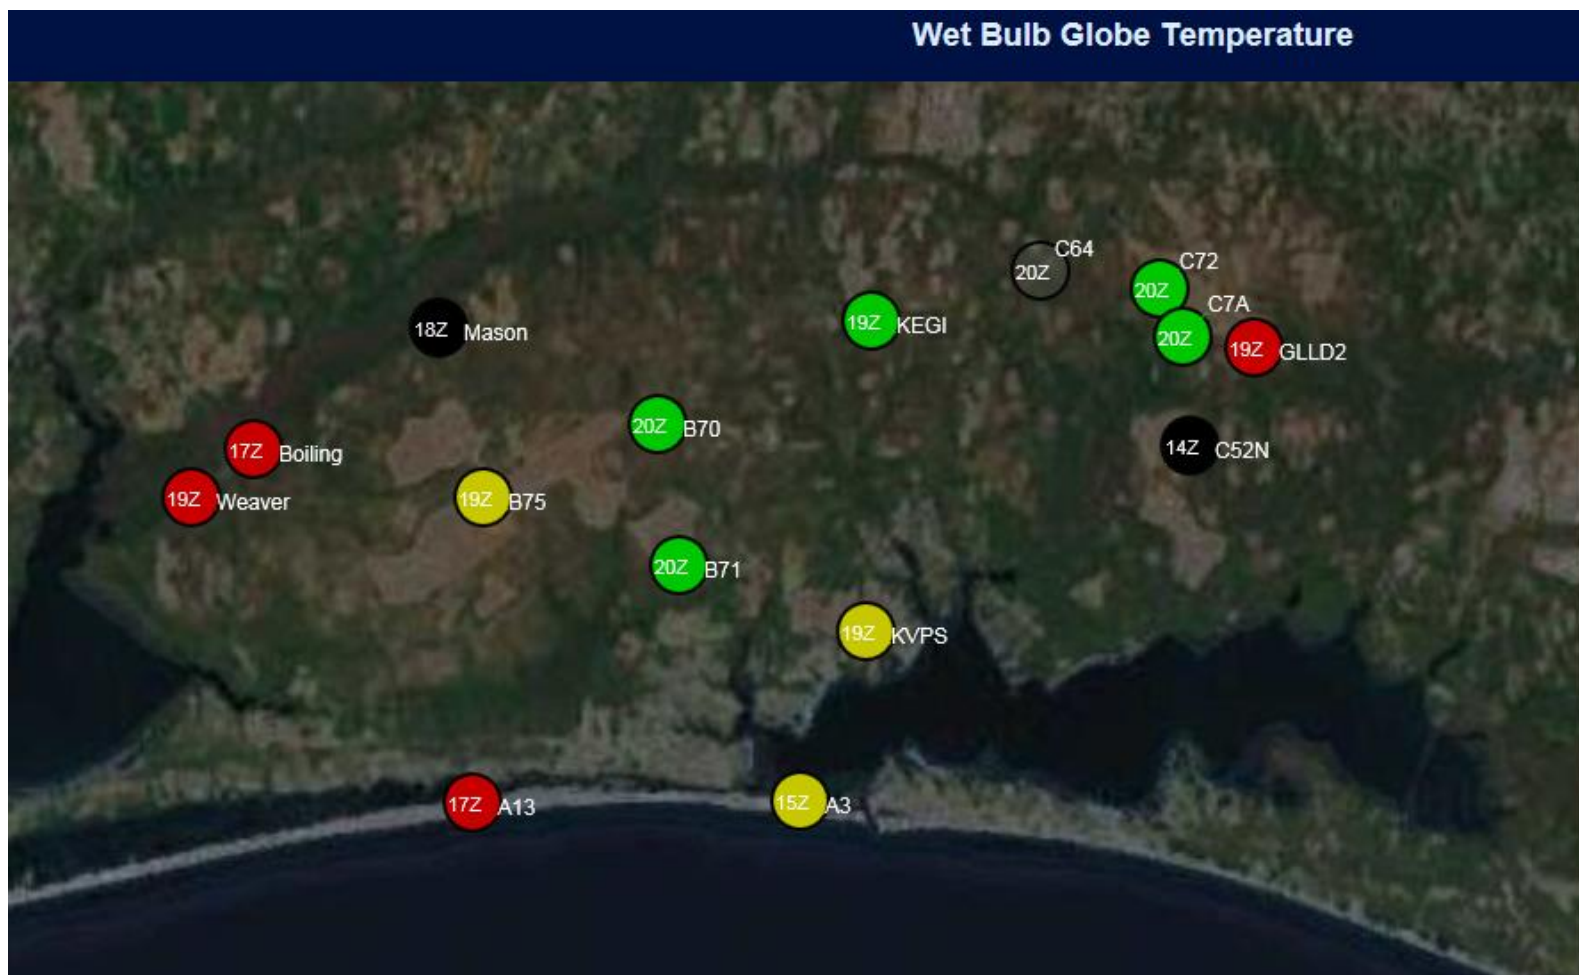 Wet Bulb Globe Temperature
20Z C64
20Z C72
18Z Mason
19Z KEGI
20Z C7A
19Z GLLD2
20Z B70
17Z Boiling
14Z C52N
19Z Weaver
19Z B75
20Z B71
19Z KVPS
17Z A13
15Z A3